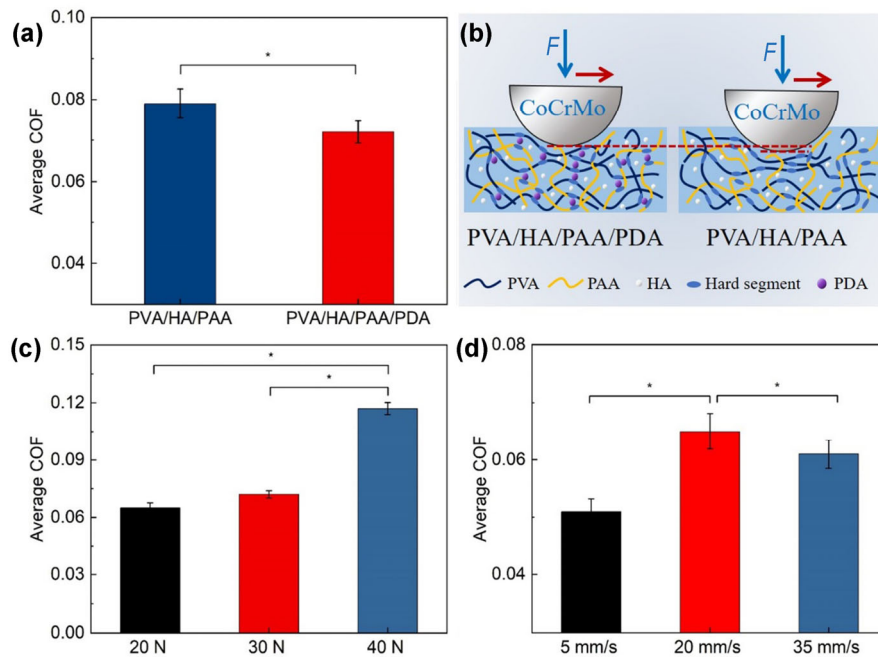 (a)
0.10
0.08
0.06
0.04
Average COF
*
PVA/HA/PAA
PVA/HA/PAA/PDA
(b)
F
F
CoCrMo
CoCrMo
PVA/HA/PAA/PDA
PVA/HA/PAA
PVA
PAA
HA
Hard segment
PDA
(c)
0.15
0.12
0.09
0.06
0.03
0.00
Average COF
*
*
20 N
30 N
40 N
(d)
0.08
0.06
0.04
Average COF
*
*
5 mm/s
20 mm/s
35 mm/s